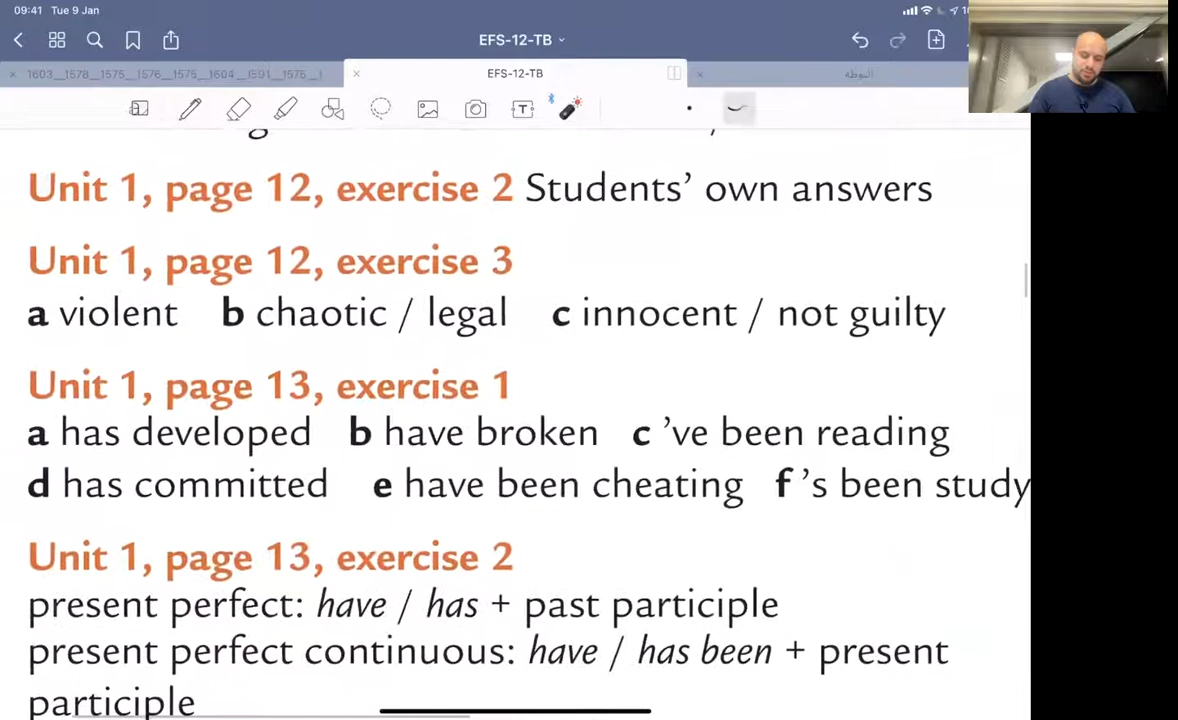 09:41 Tue 9 Jan
EFS-12-TB
1603__1578__1575__1576__1575__1604__1591__1575__1
EFS-12-TB
Unit 1, page 12, exercise 2 Students’ own answers
Unit 1, page 12, exercise 3
a violent b chaotic / legal c innocent / not guilty
Unit 1, page 13, exercise 1
a has developed b have broken c ’ve been reading
d has committed e have been cheating f ’s been study
Unit 1, page 13, exercise 2
present perfect: have / has + past participle
present perfect continuous: have / has been + present
participle